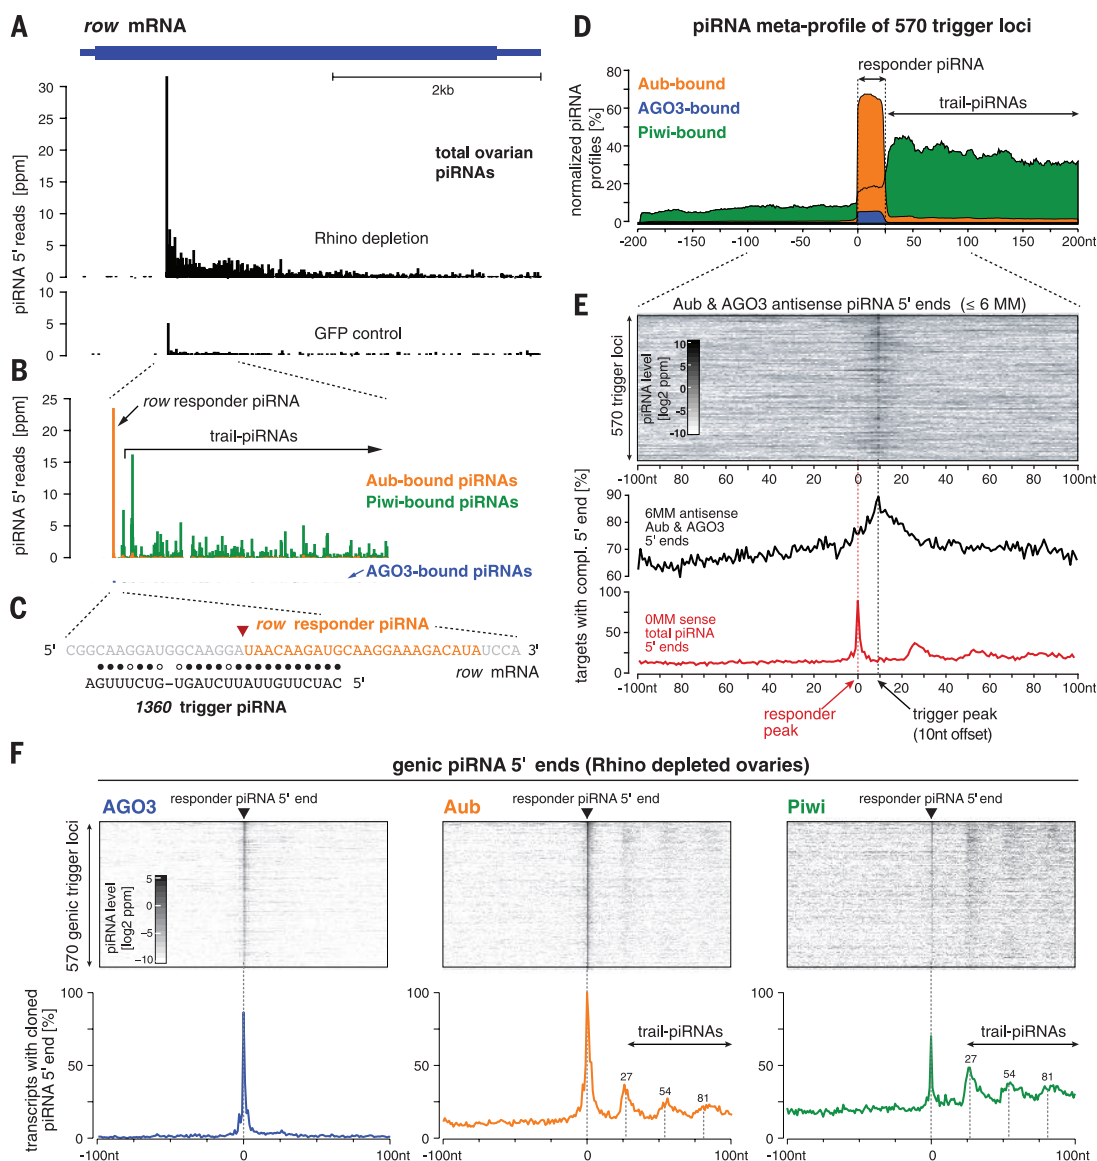 A
row mRNA
2kb
piRNA 5' reads [ppm]
30
25
20
15
10
5
0
total ovarian
piRNAs
Rhino depletion
10
5
0
GFP control
B
piRNA 5' reads [ppm]
25
20
15
10
5
0
row responder piRNA
trail-piRNAs
Aub-bound piRNAs
Piwi-bound piRNAs
AGO3-bound piRNAs
C
row responder piRNA
5' CGGCAAGGAUGGCAAGGAUAACAAGAUGCAAGGAAAGACAUAUCCA 3'
row mRNA
AGUUUCUG–UGAUCUUAUUGUUCUAC 5'
1360 trigger piRNA
D
piRNA meta-profile of 570 trigger loci
responder piRNA
trail-piRNAs
Aub-bound
AGO3-bound
Piwi-bound
normalized piRNA
profiles [%]
80
60
40
20
0
-200 -150 -100 -50 0 50 100 150 200nt
E
Aub & AGO3 antisense piRNA 5' ends (≤ 6 MM)
570 trigger loci
piRNA level
[log2 ppm]
10
5
0
−5
-10
-100nt 80 60 40 20 0 20 40 60 80 100nt
targets with compl. 5' end [%]
90
80
70
60
6MM antisense
Aub & AGO3
5' ends
100
50
0
0MM sense
total piRNA
5' ends
-100nt 80 60 40 20 0 20 40 60 80 100nt
responder
peak
trigger peak
(10nt offset)
F
genic piRNA 5' ends (Rhino depleted ovaries)
AGO3
responder piRNA 5' end
Aub
responder piRNA 5' end
Piwi
responder piRNA 5' end
570 genic trigger loci
piRNA level
[log2 ppm]
5
0
−5
−10
transcripts with cloned
piRNA 5' end [%]
100
50
0
-100nt 0 100nt
100
50
0
trail-piRNAs
27
54
81
-100nt 0 100nt
100
50
0
trail-piRNAs
27
54
81
-100nt 0 100nt